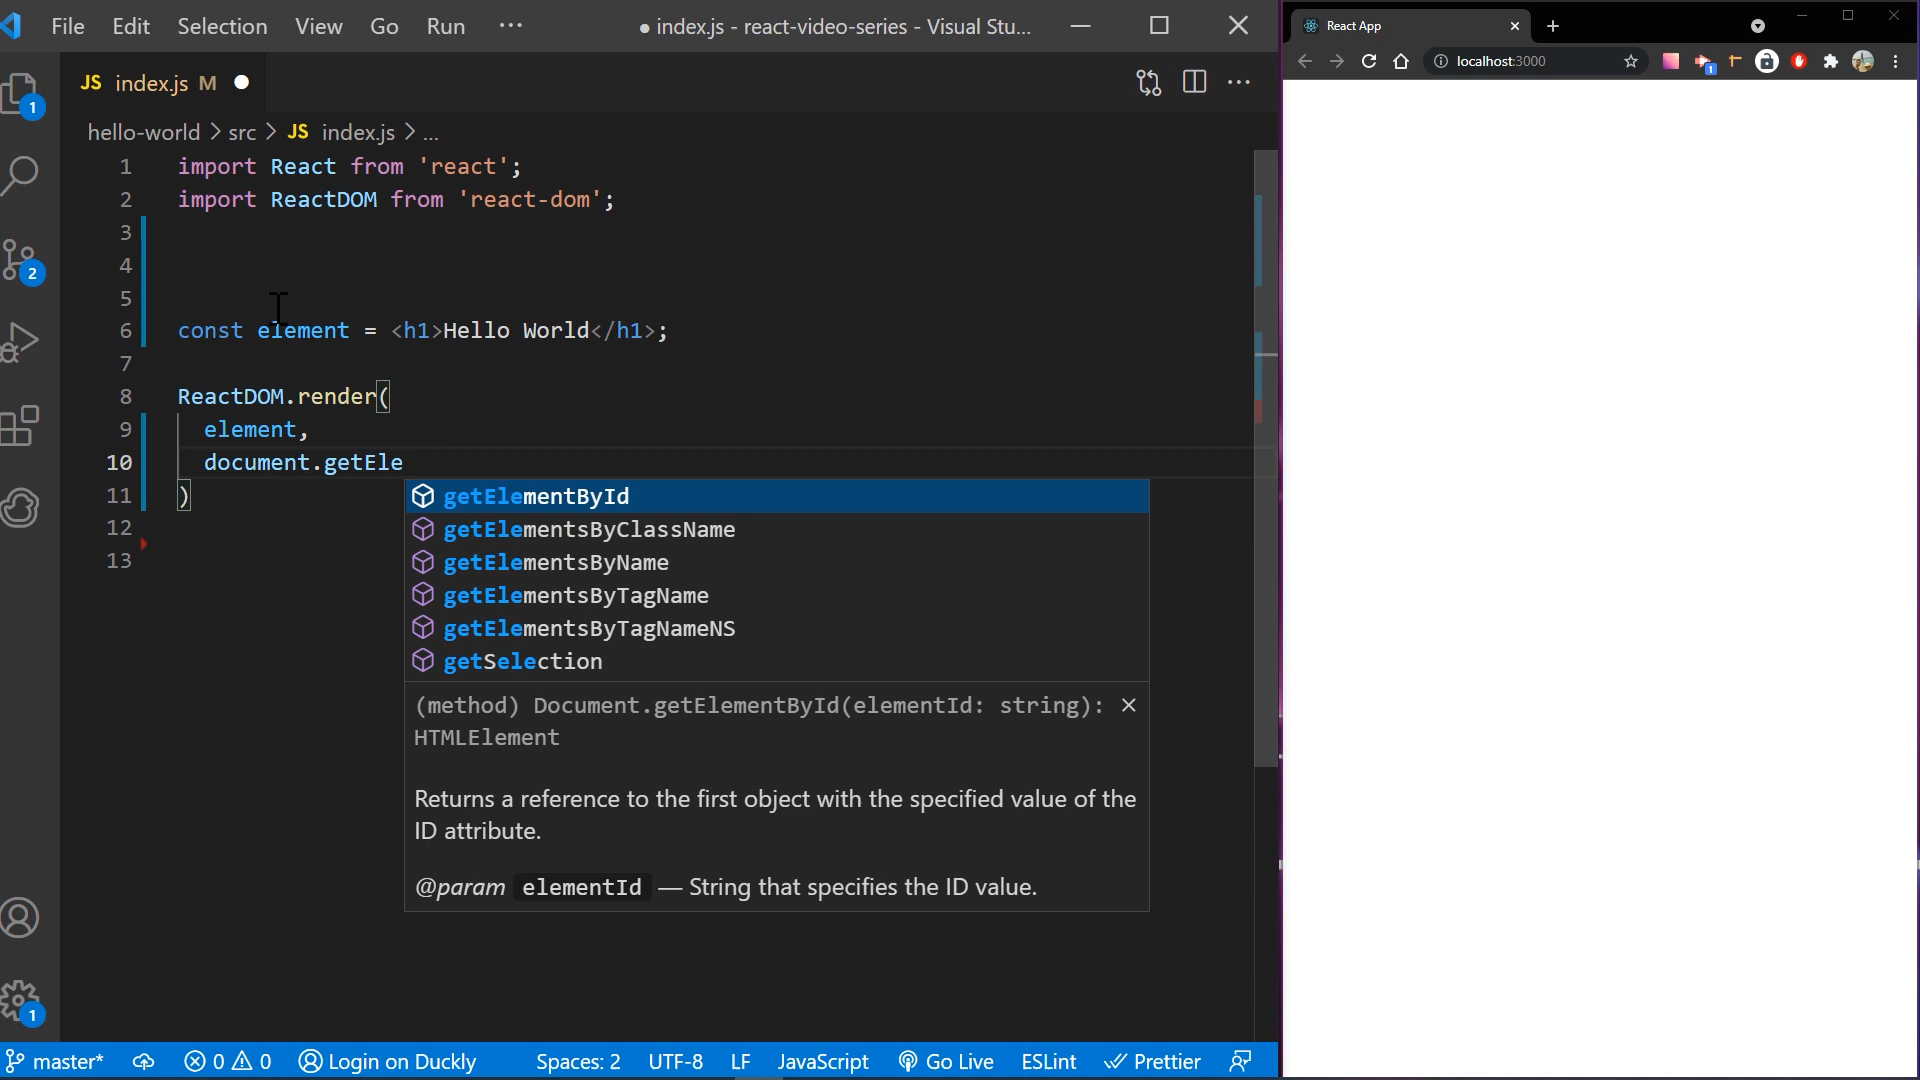 File Edit Selection View Go Run ··· ● index.js - react-video-series - Visual Stu...
JS index.js M ●
hello-world > src > JS index.js > ...
1 import React from 'react';
2 import ReactDOM from 'react-dom';
3
4
5
6 const element = <h1>Hello World</h1>;
7
8 ReactDOM.render(
9 element,
10 document.getEle
11 )
12
13
getElementById
getElementsByClassName
getElementsByName
getElementsByTagName
getElementsByTagNameNS
getSelection
(method) Document.getElementById(elementId: string):
HTMLElement
Returns a reference to the first object with the specified value of the
ID attribute.
@param elementId — String that specifies the ID value.
1
2
1
master* 0 0 Login on Duckly Spaces: 2 UTF-8 LF JavaScript Go Live ESLint Prettier
React App
localhost:3000
1